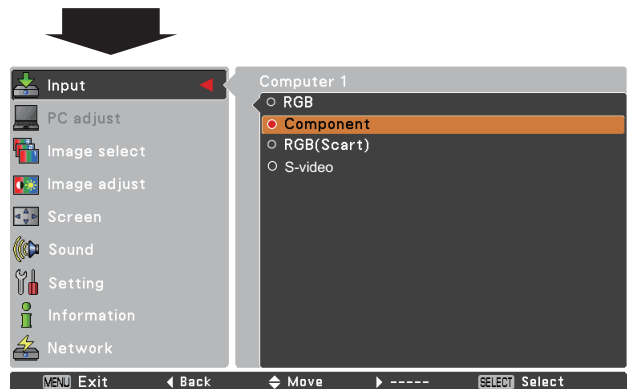 Input
PC adjust
Image select
Image adjust
Screen
Sound
Setting
Information
Network
Computer 1
RGB
Component
RGB(Scart)
S-video
MENU Exit Back Move ----- SELECT Select